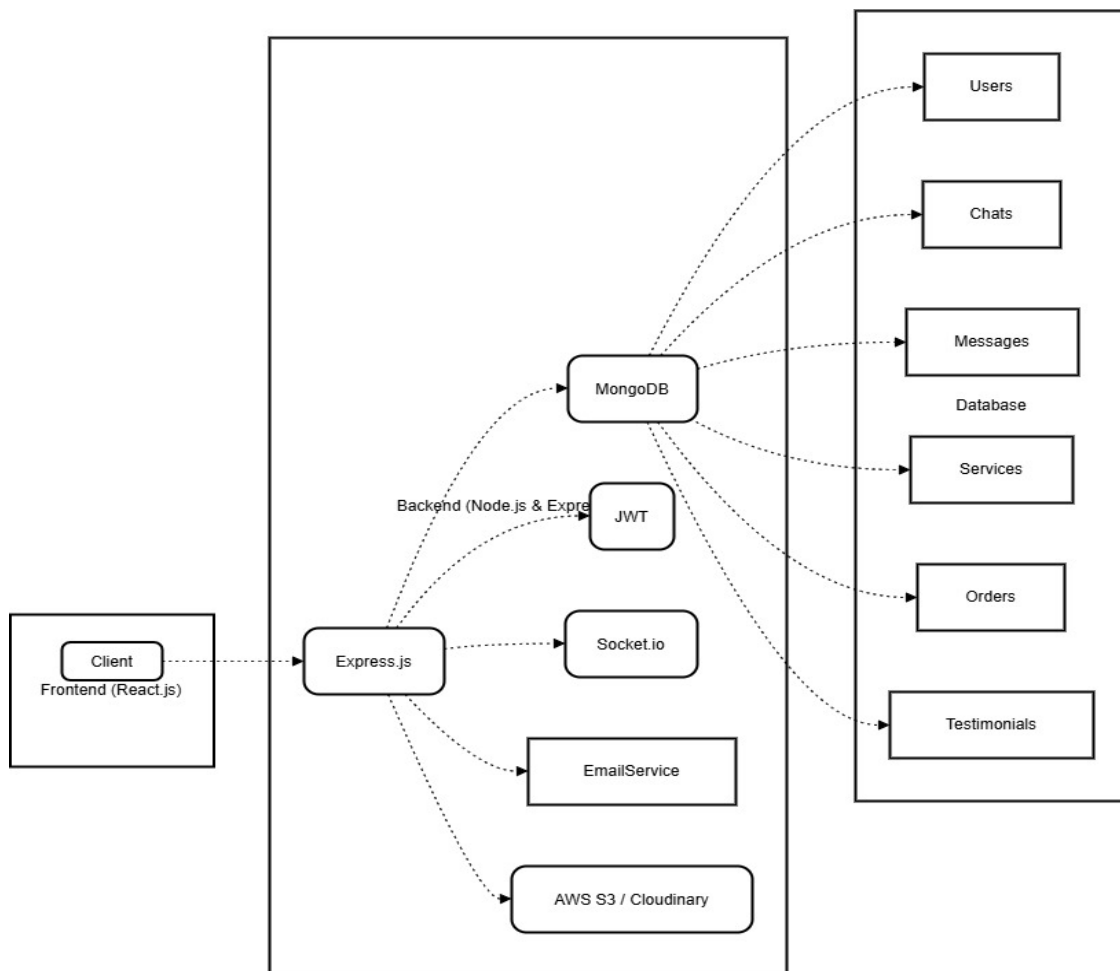 Client
Frontend (React.js)
Backend (Node.js & Expre
Express.js
MongoDB
JWT
Socket.io
EmailService
AWS S3 / Cloudinary
Users
Chats
Messages
Database
Services
Orders
Testimonials